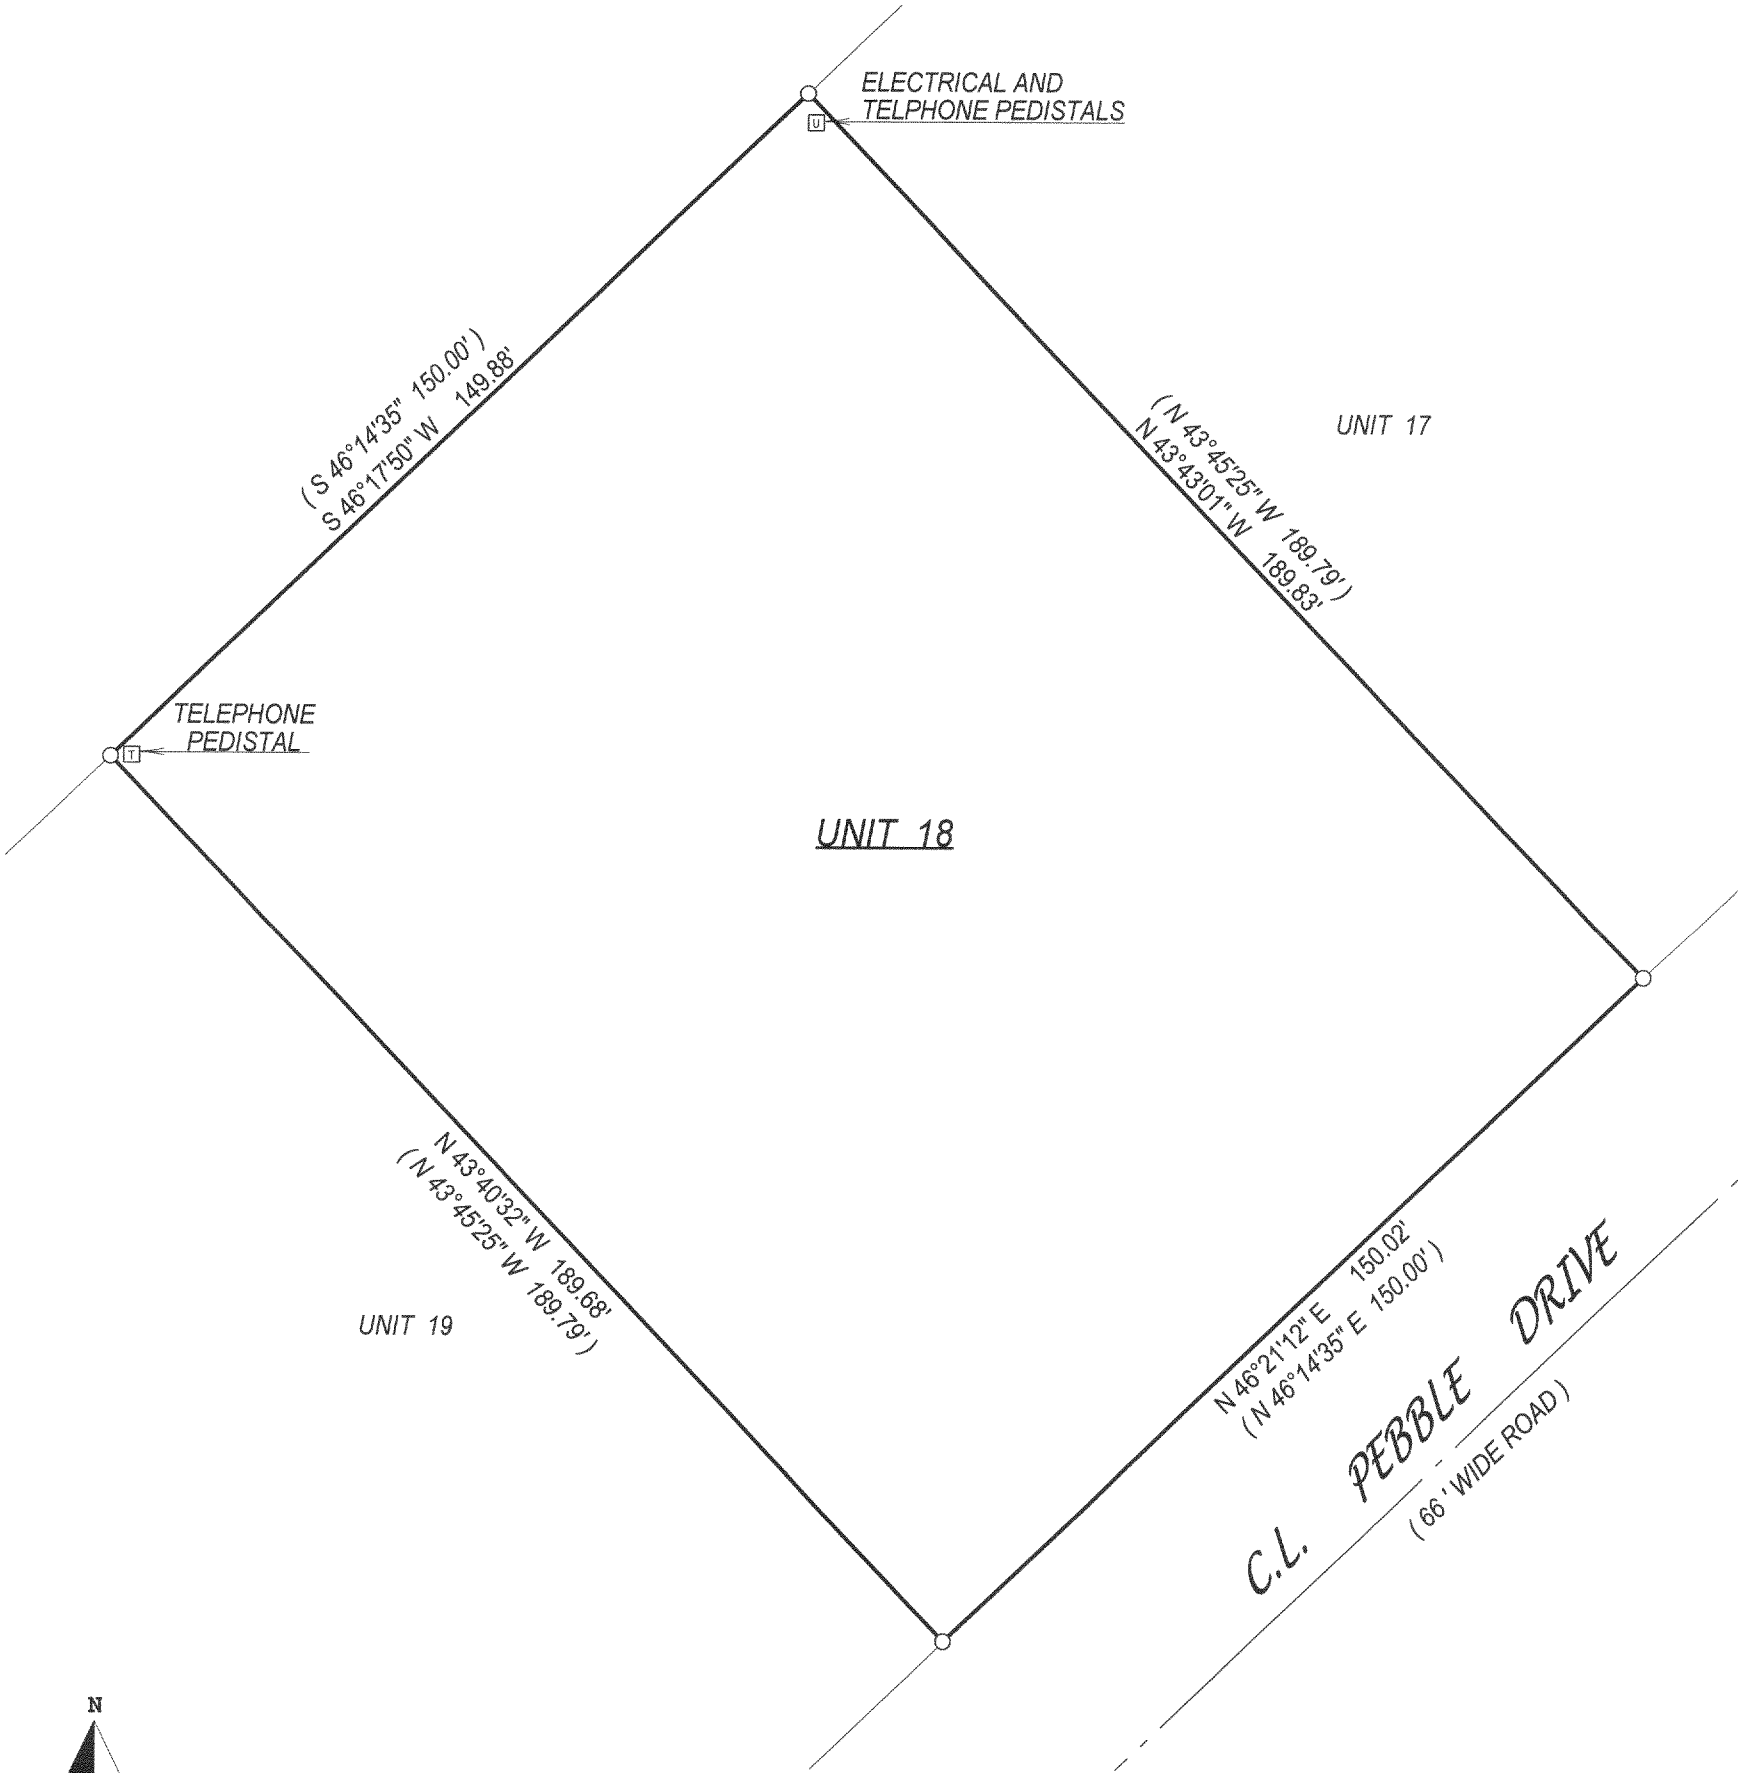 ELECTRICAL AND
TELPHONE PEDISTALS
U
( S 46°14'35" 150.00' )
S 46°17'50" W 149.88'
( N 43°45'25" W 189.79' )
N 43°43'01" W 189.83'
UNIT 17
TELEPHONE
PEDISTAL
T
UNIT 18
N 43°40'32" W 189.68'
( N 43°45'25" W 189.79' )
UNIT 19
N 46°21'12" E 150.02'
( N 46°14'35" E 150.00' )
C.L. PEBBLE DRIVE
( 66 ' WIDE ROAD )
N